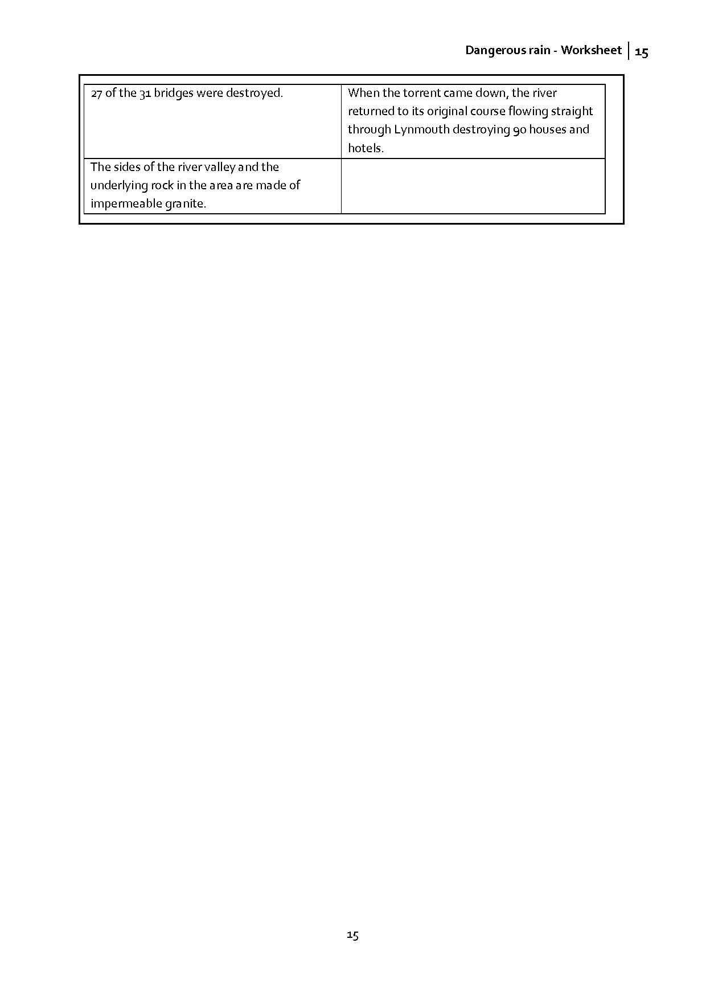 Dangerous rain - Worksheet 15
27 of the 31 bridges were destroyed.
When the torrent came down, the river
returned to its original course flowing straight
through Lynmouth destroying 90 houses and
hotels.
The sides of the river valley and the
underlying rock in the area are made of
impermeable granite.
15